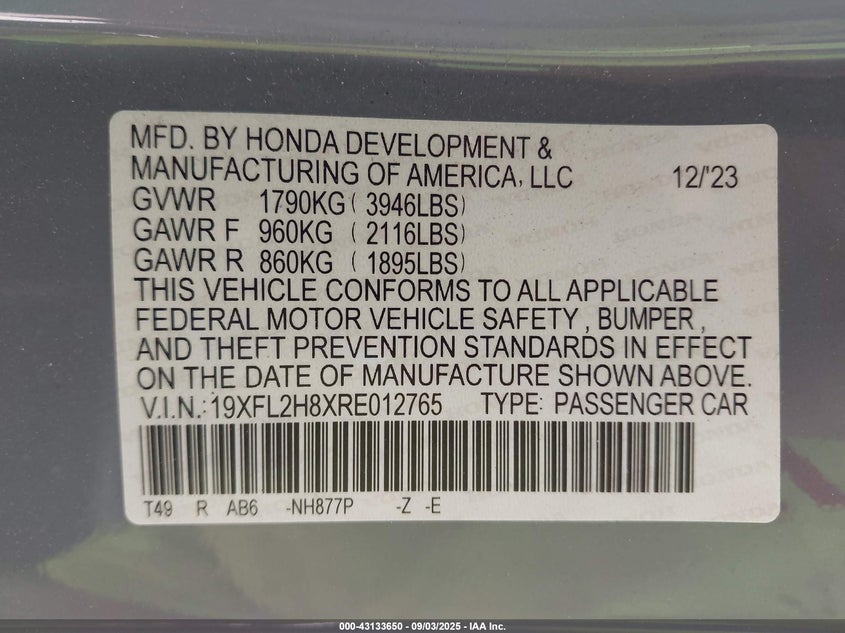 MFD. BY HONDA DEVELOPMENT &
MANUFACTURING OF AMERICA, LLC 12/'23
GVWR 1790KG ( 3946LBS)
GAWR F 960KG ( 2116LBS)
GAWR R 860KG ( 1895LBS)
THIS VEHICLE CONFORMS TO ALL APPLICABLE
FEDERAL MOTOR VEHICLE SAFETY , BUMPER ,
AND THEFT PREVENTION STANDARDS IN EFFECT
ON THE DATE OF MANUFACTURE SHOWN ABOVE.
V.I.N.: 19XFL2H8XRE012765 TYPE: PASSENGER CAR
T49 R AB6 -NH877P -Z -E
000-43133650 - 09/03/2025 - IAA Inc.